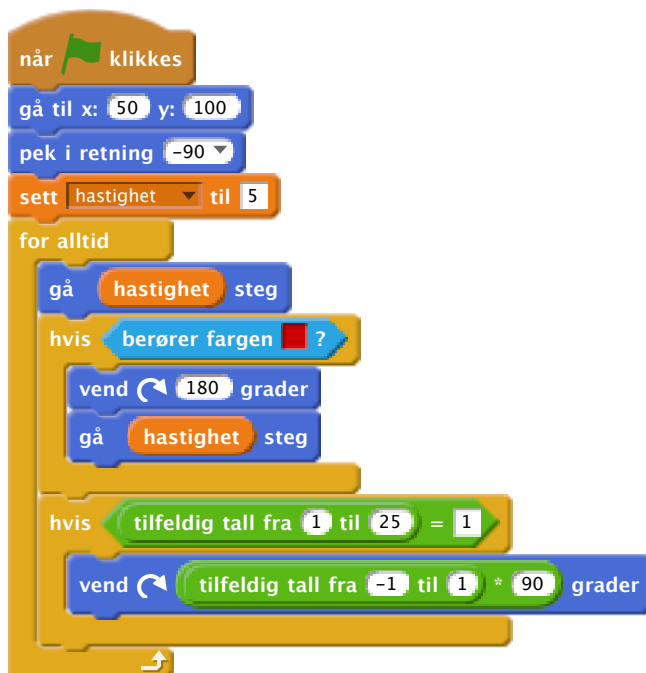 når klikkes
gå til x: 50 y: 100
pek i retning -90
sett hastighet til 5
for alltid
gå hastighet steg
hvis berører fargen ?
vend 180 grader
gå hastighet steg
hvis tilfeldig tall fra 1 til 25 = 1
vend tilfeldig tall fra -1 til 1 * 90 grader